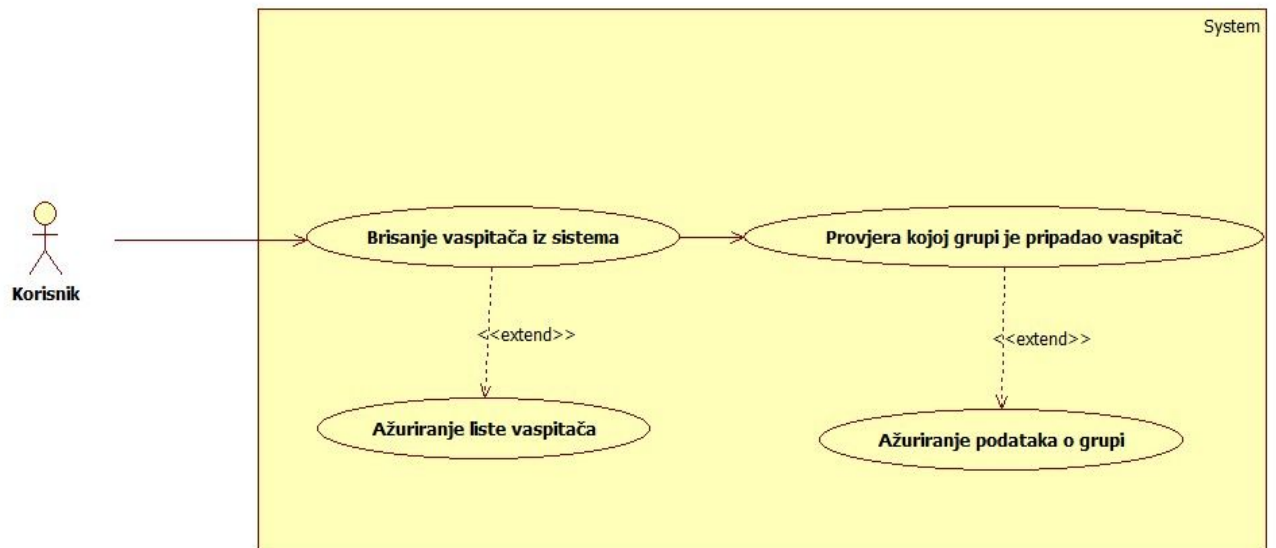 System
Brisanje vaspitača iz sistema
Provjera kojoj grupi je pripadao vaspitač
Korisnik
<<extend>>
<<extend>>
Ažuriranje liste vaspitača
Ažuriranje podataka o grupi